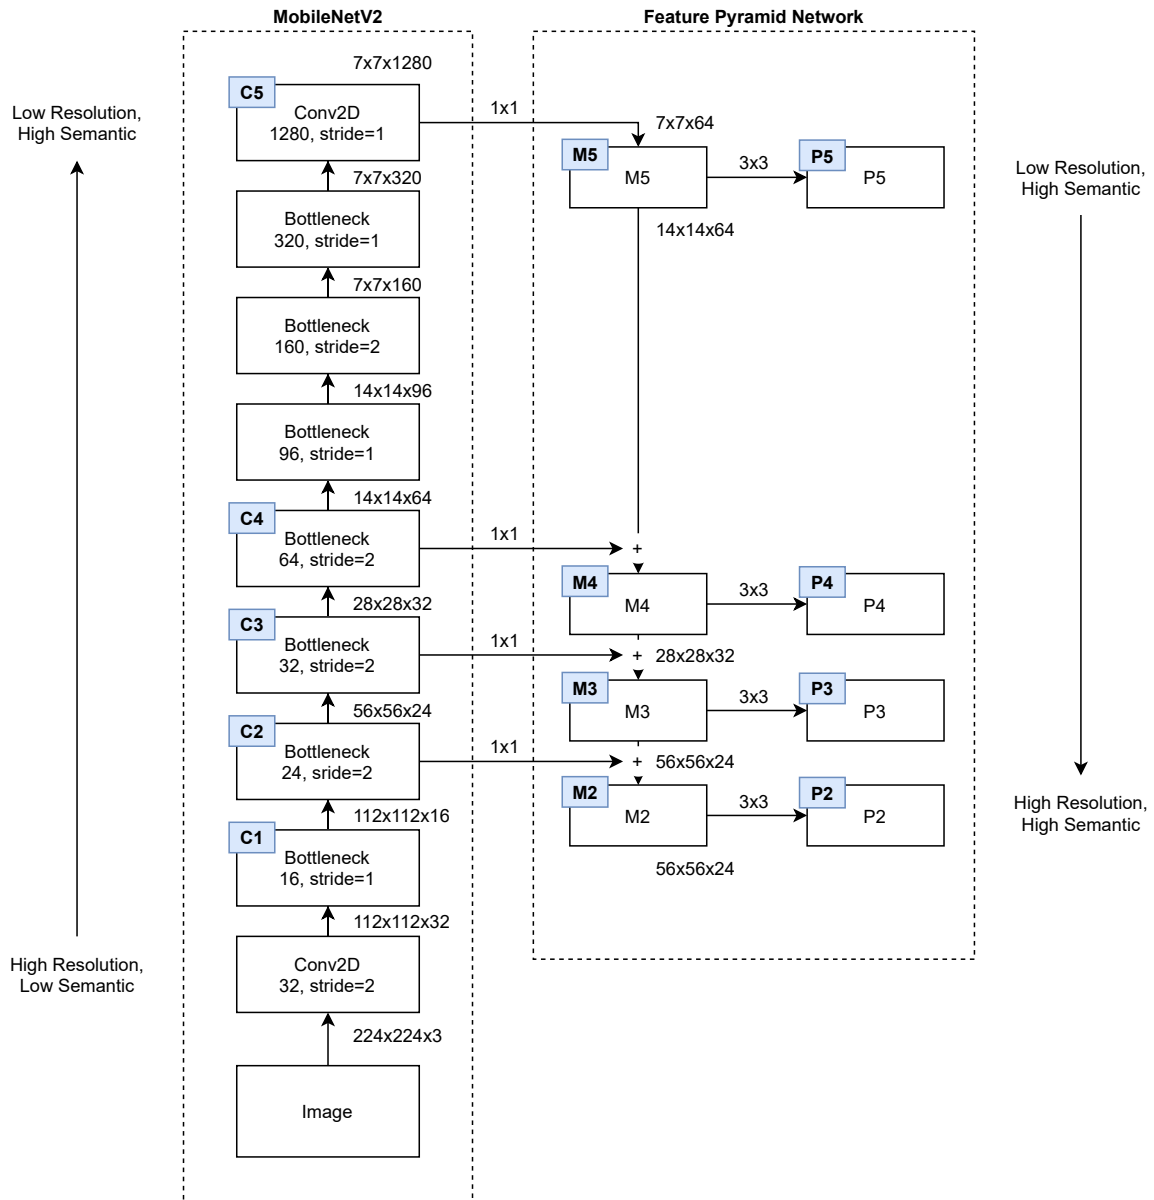 MobileNetV2
Feature Pyramid Network
Low Resolution,
High Semantic
High Resolution,
Low Semantic
7x7x1280
C5
Conv2D
1280, stride=1
7x7x320
Bottleneck
320, stride=1
7x7x160
Bottleneck
160, stride=2
14x14x96
Bottleneck
96, stride=1
14x14x64
C4
Bottleneck
64, stride=2
28x28x32
C3
Bottleneck
32, stride=2
56x56x24
C2
Bottleneck
24, sride=2
112x112x16
C1
Bottleneck
16, stride=1
112x112x32
Conv2D
32, stride=2
224x224x3
Image
1x1
1x1
1x1
1x1
7x7x64
M5
M5
3x3
P5
P5
14x14x64
+
M4
M4
3x3
P4
P4
+
28x28x32
M3
M3
3x3
P3
P3
+
56x56x24
M2
M2
3x3
P2
P2
56x56x24
Low Resolution,
High Semantic
High Resolution,
High Semantic